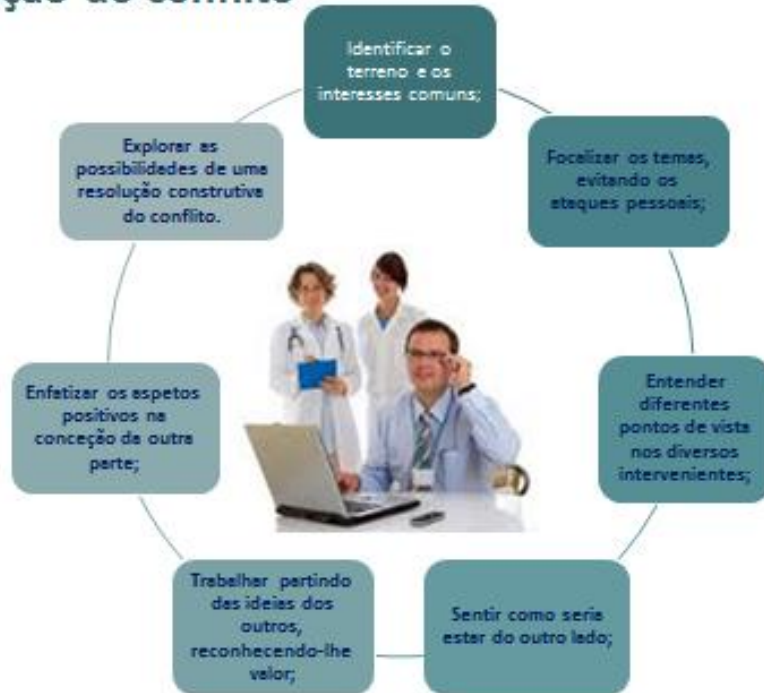 ção do conflito
Identificar o
terreno e os
interesses comuns;
Focalizar os temas,
evitando os
ataques pessoais;
Entender
diferentes
pontos de vista
nos diversos
intervenientes;
Sentir como seria
estar do outro lado;
Trabalhar partindo
das ideias dos
outros,
reconhecendo-lhe
valor;
Enfatizar os aspetos
positivos na
conceção da outra
parte;
Explorar as
possibilidades de uma
resolução construtiva
do conflito.